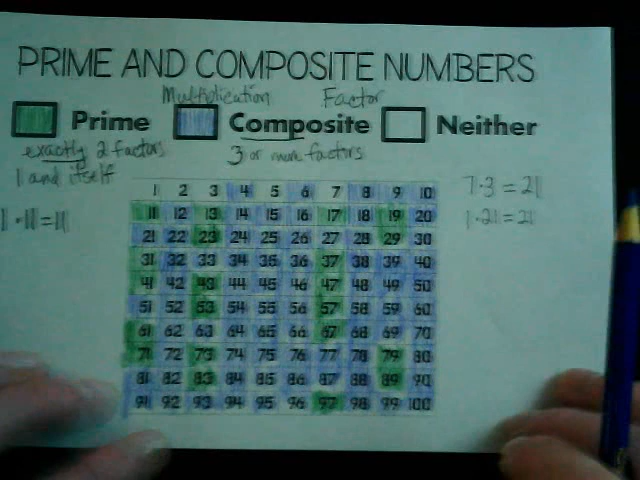 PRIME AND COMPOSITE NUMBERS
Multiplication Factor
Prime Composite Neither
exactly 2 factors 3 or more factors
1 and itself
7·3=21
1·11=11
1·21=21
1 2 3 4 5 6 7 8 9 10
11 12 13 14 15 16 17 18 19 20
21 22 23 24 25 26 27 28 29 30
31 32 33 34 35 36 37 38 39 40
41 42 43 44 45 46 47 48 49 50
51 52 53 54 55 56 57 58 59 60
61 62 63 64 65 66 67 68 69 70
71 72 73 74 75 76 77 78 79 80
81 82 83 84 85 86 87 88 89 90
91 92 93 94 95 96 97 98 99 100